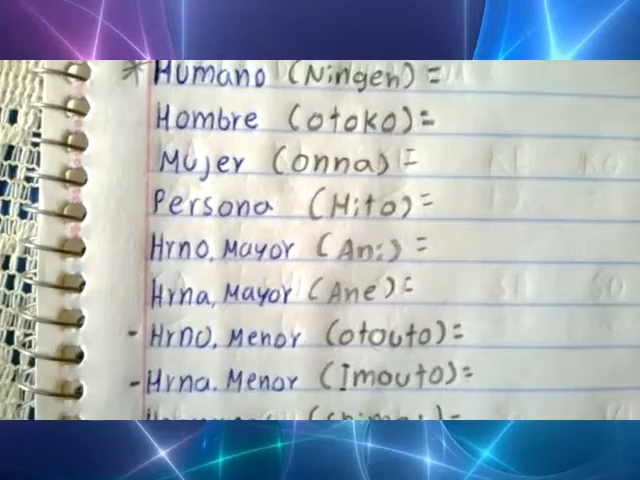 * Humano (Ningen) =
Hombre (otoko) =
Mujer (onna) =
Persona (Hito) =
Hrno, Mayor (Ani) =
Hrna, Mayor (Ane) =
- Hrno, Menor (otouto) =
- Hrna. Menor (Imouto) =